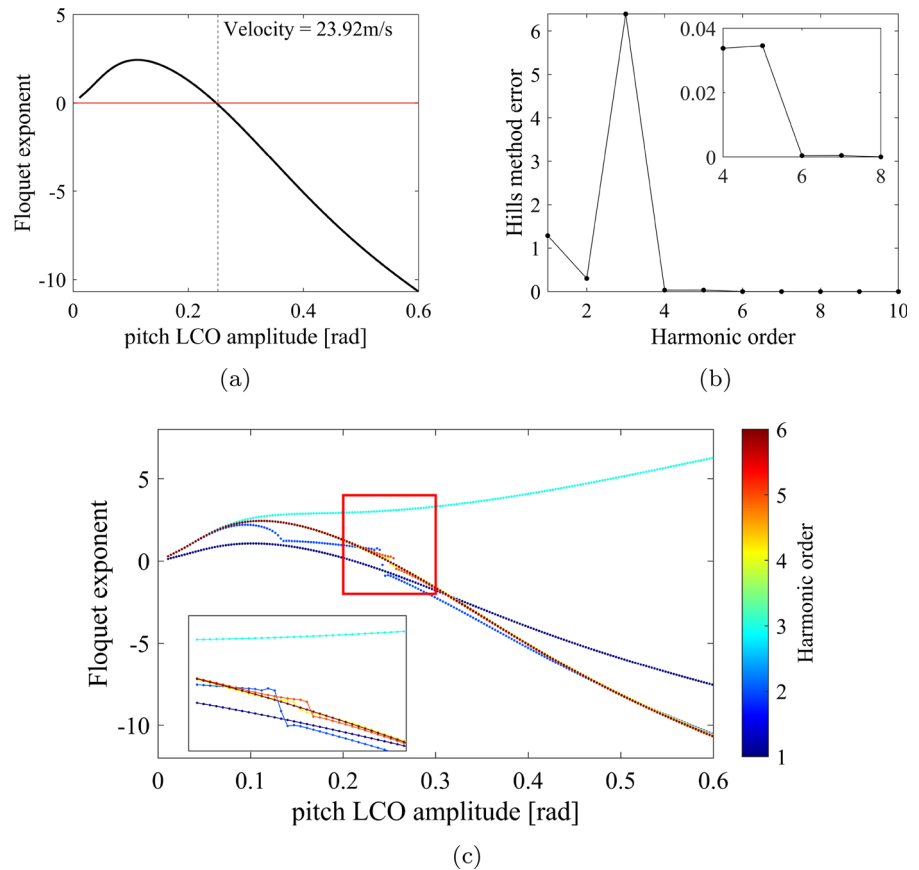 Velocity = 23.92m/s
5
0
-5
-10
Floquet exponent
0 0.2 0.4 0.6
pitch LCO amplitude [rad]
(a)
6
5
4
3
2
1
0
Hills method error
0.04
0.02
0
4 6 8
2 4 6 8 10
Harmonic order
(b)
5
0
-5
-10
Floquet exponent
0 0.1 0.2 0.3 0.4 0.5 0.6
pitch LCO amplitude [rad]
6
5
4
3
2
1
Harmonic order
(c)